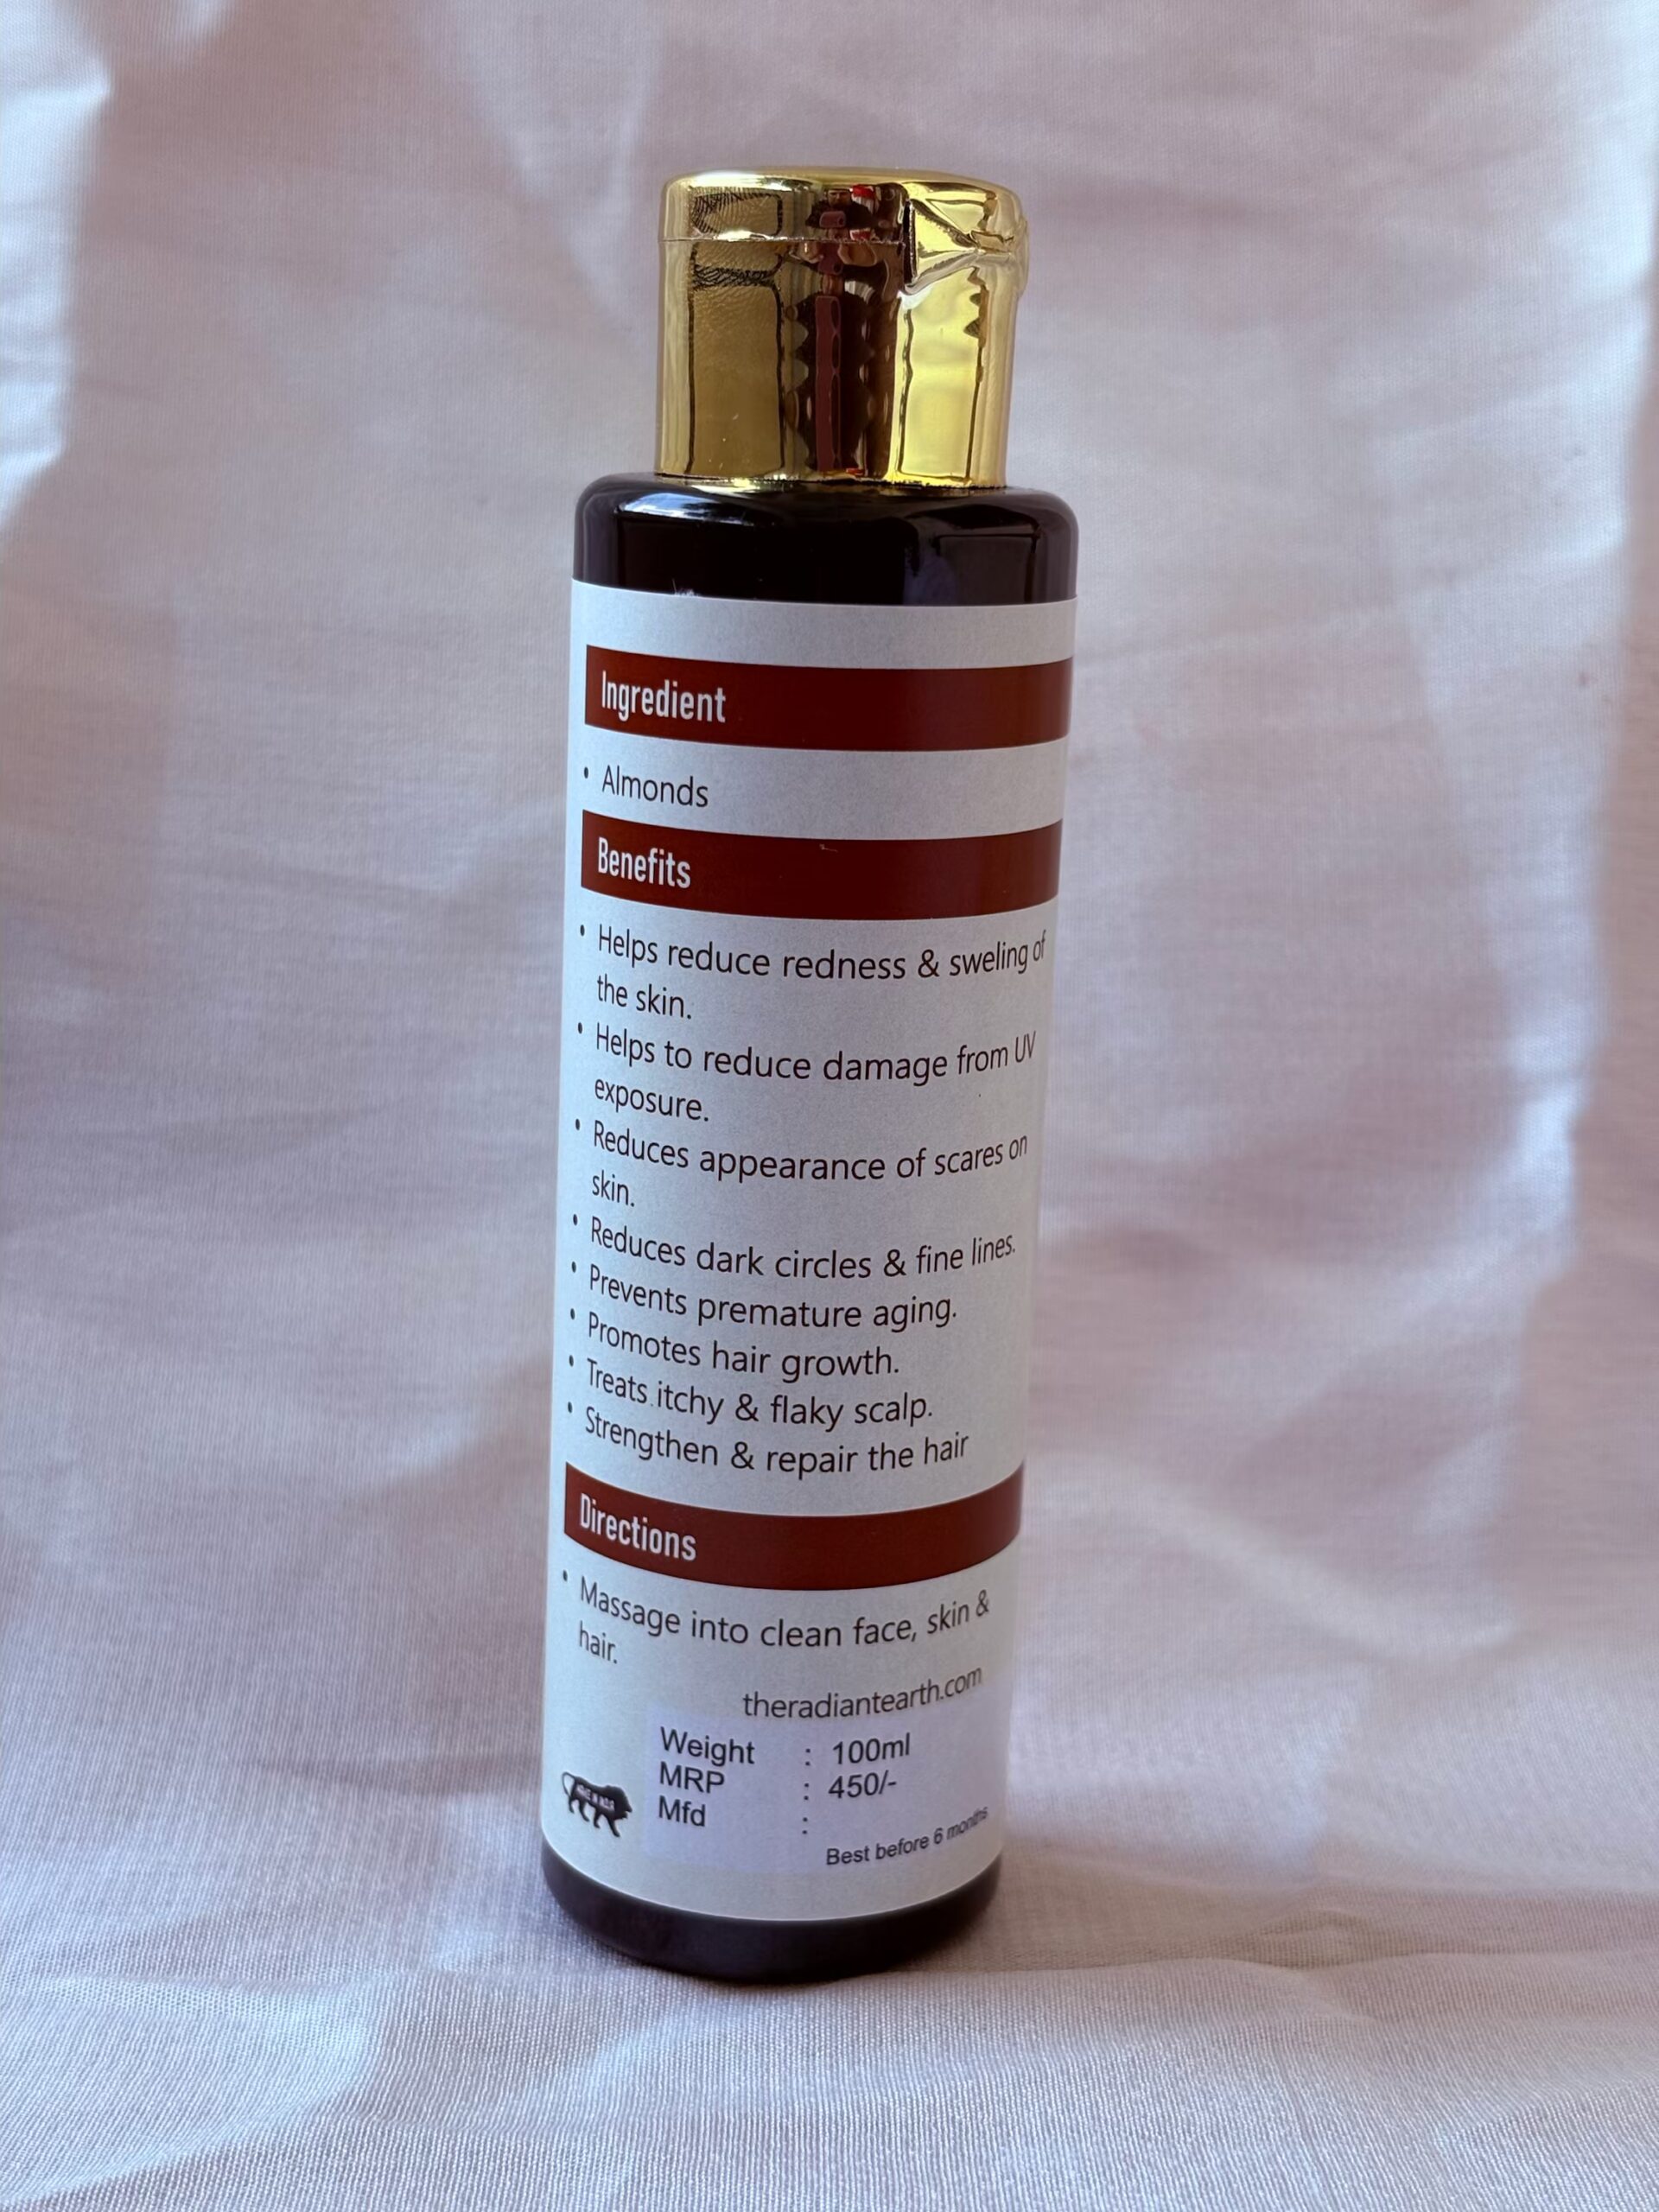 Ingredient
• Almonds
Benefits
• Helps reduce redness & sweling of
the skin.
• Helps to reduce damage from UV
exposure.
• Reduces appearance of scares on
skin.
• Reduces dark circles & fine lines.
• Prevents premature aging.
• Promotes hair growth.
• Treats itchy & flaky scalp.
• Strengthen & repair the hair
Directions
• Massage into clean face, skin &
hair.
theradiantearth.com
Weight : 100ml
MRP : 450/-
Mfd :
Best before 6 months